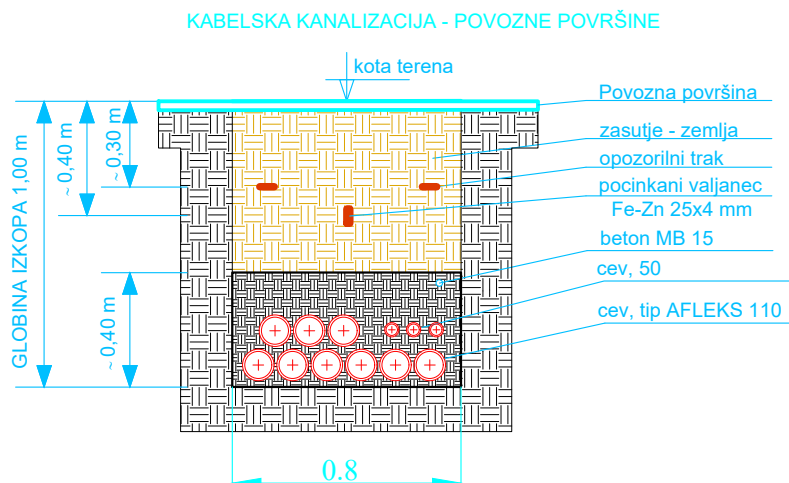 KABELSKA KANALIZACIJA - POVOZNE POVRŠINE
kota terena
Povozna površina
zasutje - zemlja
opozorilni trak
pocinkani valjanec
Fe-Zn 25x4 mm
beton MB 15
cev, 50
cev, tip AFLEKS 110
GLOBINA IZKOPA 1,00 m
~ 0,40 m
~ 0,30 m
~ 0,40 m
0.8